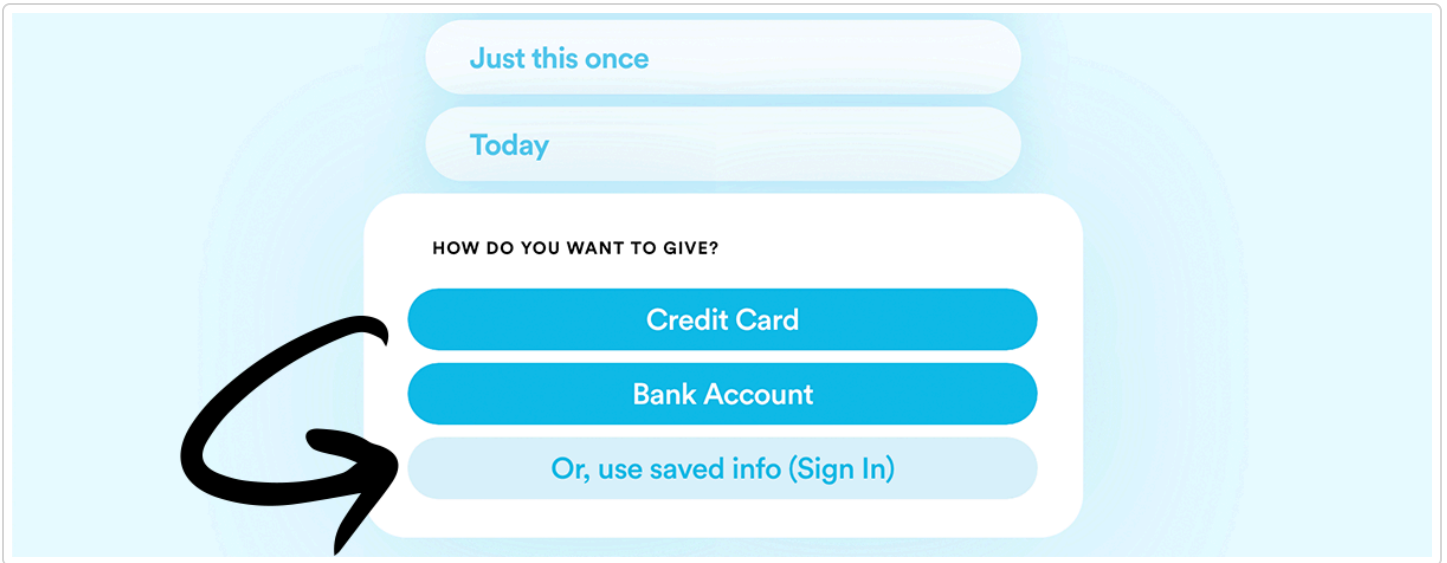 Just this once
Today
HOW DO YOU WANT TO GIVE?
Credit Card
Bank Account
Or, use saved info (Sign In)